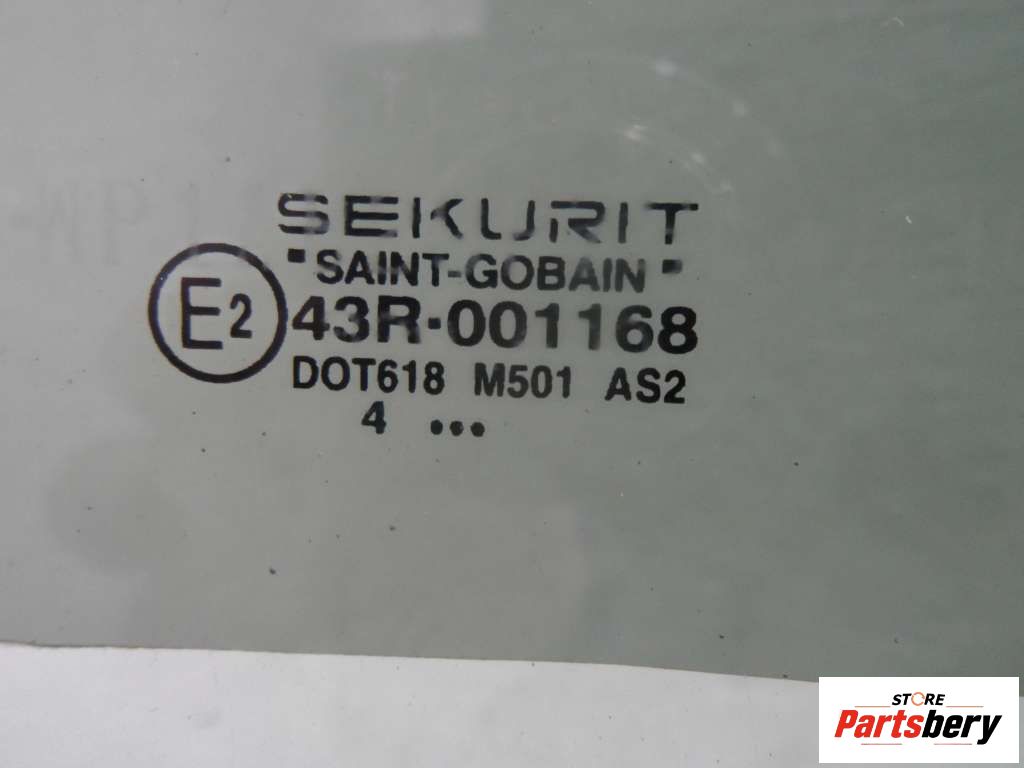 SEKURIT
"SAINT-GOBAIN"
E2 43R-001168
DOT618 M501 AS2
4 •••
STORE
Partsbery